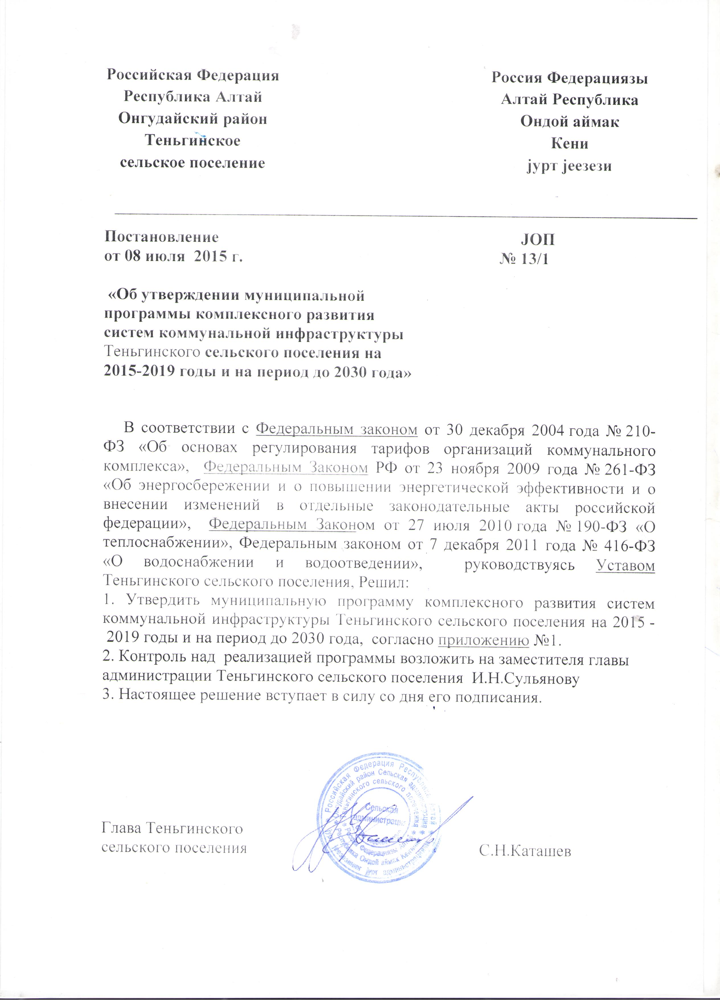 Российская Федерация
Республика Алтай
Онгудайский район
Теньгинское
сельское поселение
Россия Федерациязы
Алтай Республика
Ондой аймак
Кени
jурт jеезези
Постановление
JОП
от 08 июля 2015 г.
№ 13/1
«Об утверждении муниципальной
программы комплексного развития
систем коммунальной инфраструктуры
Теньгинского сельского поселения на
2015-2019 годы и на период до 2030 года»
В соответствии с Федеральным законом от 30 декабря 2004 года № 210-
ФЗ «Об основах регулирования тарифов организаций коммунального
комплекса», Федеральным Законом РФ от 23 ноября 2009 года № 261-ФЗ
«Об энергосбережении и о повышении энергетической эффективности и о
внесении изменений в отдельные законодательные акты российской
федерации», Федеральным Законом от 27 июля 2010 года № 190-ФЗ «О
теплоснабжении», Федеральным законом от 7 декабря 2011 года № 416-ФЗ
«О водоснабжении и водоотведении», руководствуясь Уставом
Теньгинского сельского поселения, Решил:
1. Утвердить муниципальную программу комплексного развития систем
коммунальной инфраструктуры Теньгинского сельского поселения на 2015 -
2019 годы и на период до 2030 года, согласно приложению №1.
2. Контроль над реализацией программы возложить на заместителя главы
администрации Теньгинского сельского поселения И.Н.Сульянову
3. Настоящее решение вступает в силу со дня его подписания.
Российская Федерация Республика Алтай
Онгудайский район Сельская администрация
Теньгинского сельского поселения
Сельская
администрация
Глава Теньгинского
сельского поселения
С.Н.Каташев